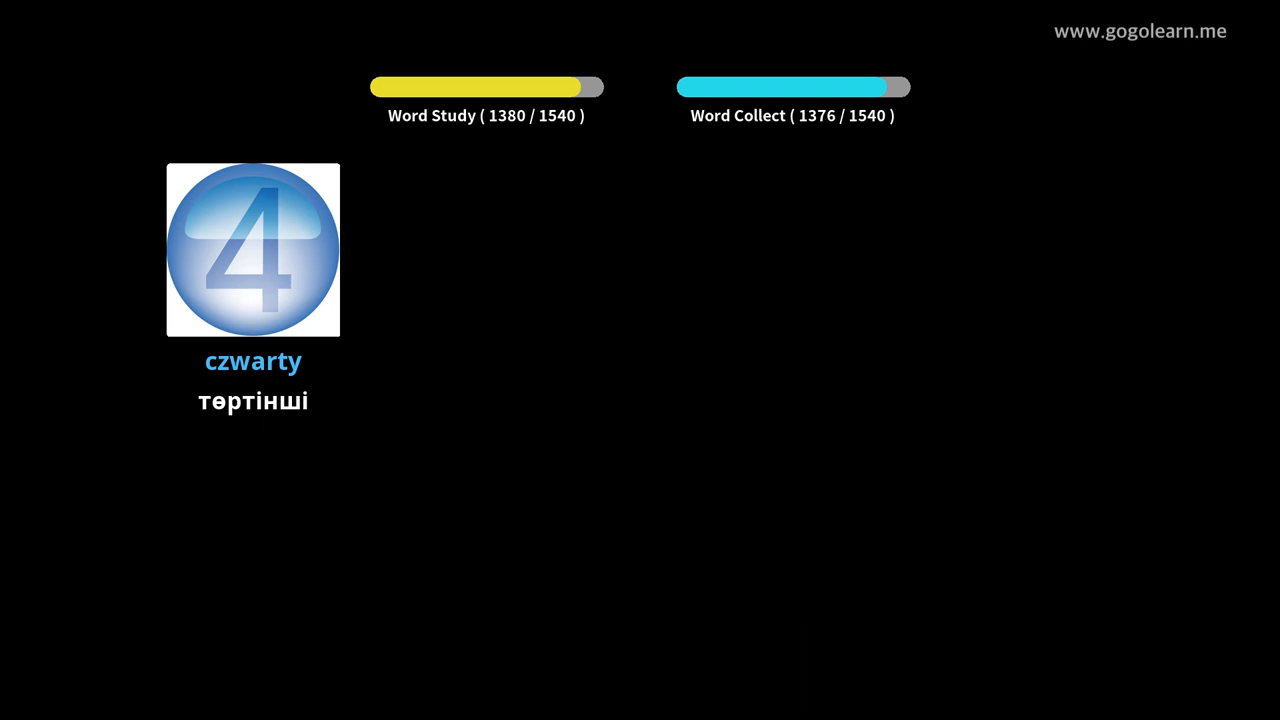 www.gogolearn.me
Word Study ( 1380 / 1540 )
Word Collect ( 1376 / 1540 )
4
czwarty
төртінші